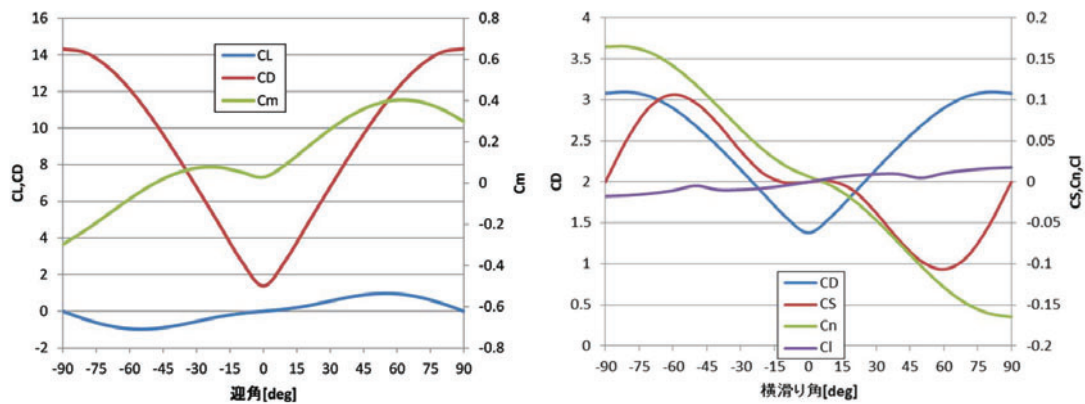 16
14
12
10
8
6
4
2
0
-2
CL,CD
CL
CD
Cm
0.8
0.6
0.4
0.2
0
-0.2
-0.4
-0.6
-0.8
Cm
-90 -75 -60 -45 -30 -15 0 15 30 45 60 75 90
迎角[deg]
4
3.5
3
2.5
2
1.5
1
0.5
0
CD
CD
CS
Cn
Cl
0.2
0.15
0.1
0.05
0
-0.05
-0.1
-0.15
-0.2
CS,Cn,Cl
-90 -75 -60 -45 -30 -15 0 15 30 45 60 75 90
横滑り角[deg]